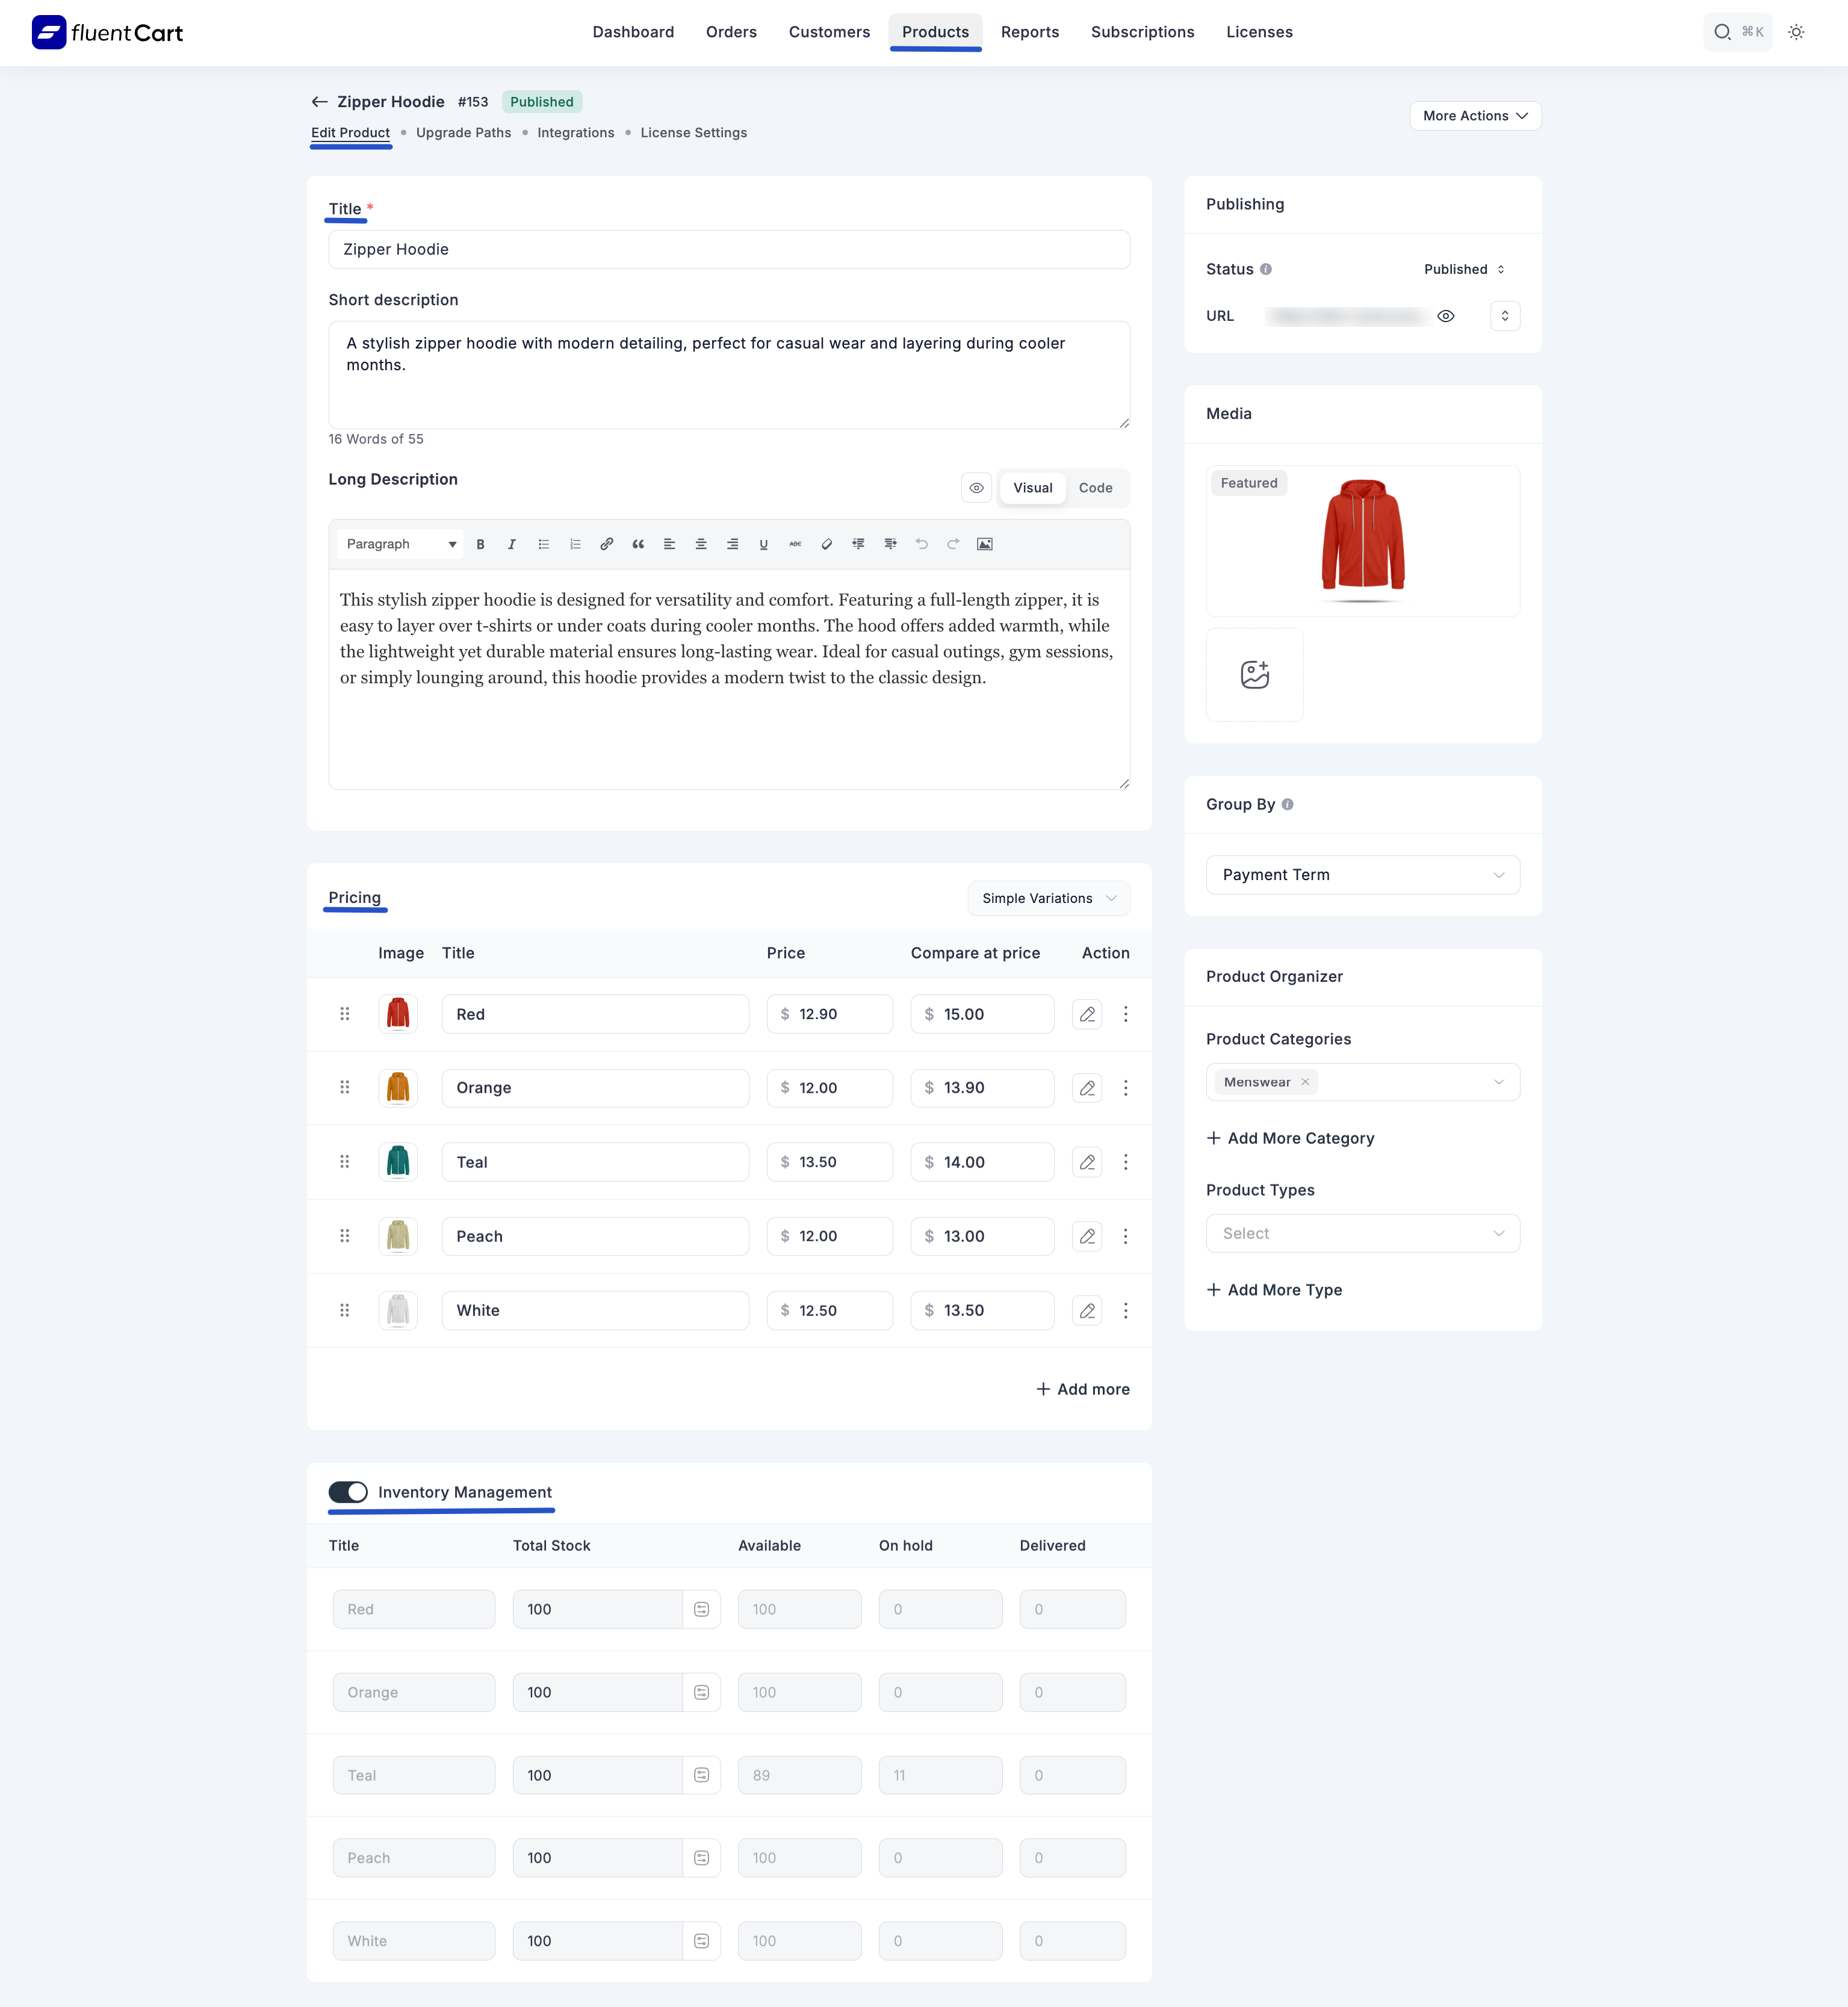 fluentCart
Dashboard Orders Customers Products Reports Subscriptions Licenses
⌘K
Zipper Hoodie #153 Published
Edit Product • Upgrade Paths • Integrations • License Settings
More Actions
Title *
Zipper Hoodie
Short description
A stylish zipper hoodie with modern detailing, perfect for casual wear and layering during cooler
months.
16 Words of 55
Long Description
Visual Code
Paragraph B I ABC
This stylish zipper hoodie is designed for versatility and comfort. Featuring a full-length zipper, it is
easy to layer over t-shirts or under coats during cooler months. The hood offers added warmth, while
the lightweight yet durable material ensures long-lasting wear. Ideal for casual outings, gym sessions,
or simply lounging around, this hoodie provides a modern twist to the classic design.
Pricing
Simple Variations
Image Title Price Compare at price Action
Red $ 12.90 $ 15.00
Orange $ 12.00 $ 13.90
Teal $ 13.50 $ 14.00
Peach $ 12.00 $ 13.00
White $ 12.50 $ 13.50
+ Add more
Inventory Management
Title Total Stock Available On hold Delivered
Red 100 100 0 0
Orange 100 100 0 0
Teal 100 89 11 0
Peach 100 100 0 0
White 100 100 0 0
Publishing
Status Published
URL
Media
Featured
Group By
Payment Term
Product Organizer
Product Categories
Menswear ×
+ Add More Category
Product Types
Select
+ Add More Type